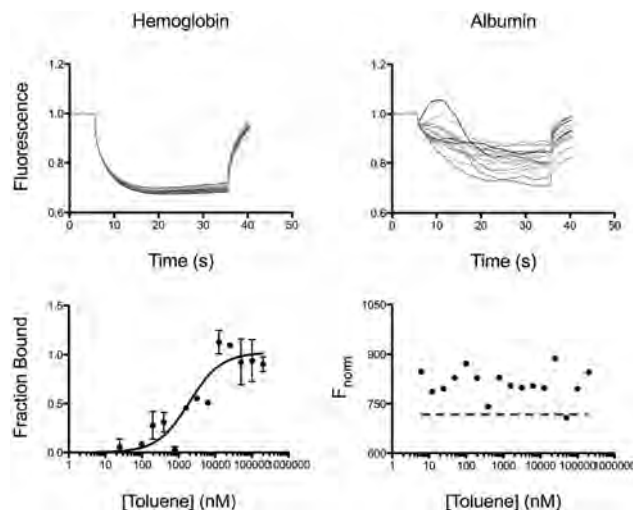 Hemoglobin
Albumin
Fluorescence
1.2
1.0
0.8
0.6
0 10 20 30 40 50
Time (s)
1.2
1.0
0.8
0.6
0 10 20 30 40 50
Time (s)
Fraction Bound
1.5
1.0
0.5
0.0
1 10 100 1000 10000 100000 1000000
[Toluene] (nM)
Fnorm
1050
900
750
600
1 10 100 1000 10000 100000 1000000
[Toluene] (nM)